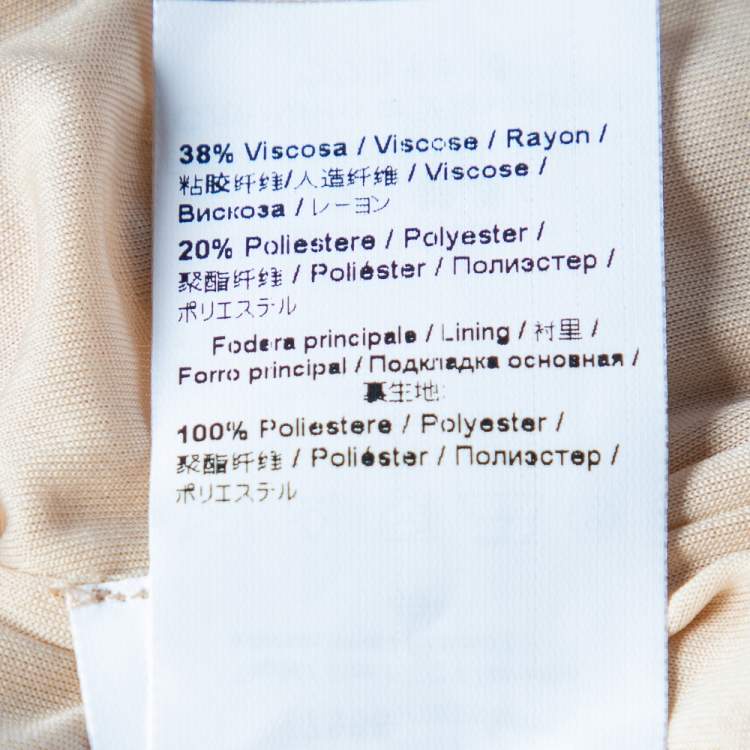 38% Viscosa / Viscose / Rayon /
粘胶纤维/人造纤维 / Viscose /
Вискоза / レーヨン
20% Poliestere / Polyester /
聚酯纤维 / Poliéster / Полиэстер /
ポリエステル
Fodera principale / Lining / 衬里 /
Forro principal / Подкладка основная /
裏生地:
100% Poliestere / Polyester /
聚酯纤维 / Poliéster / Полиэстер /
ポリエステル